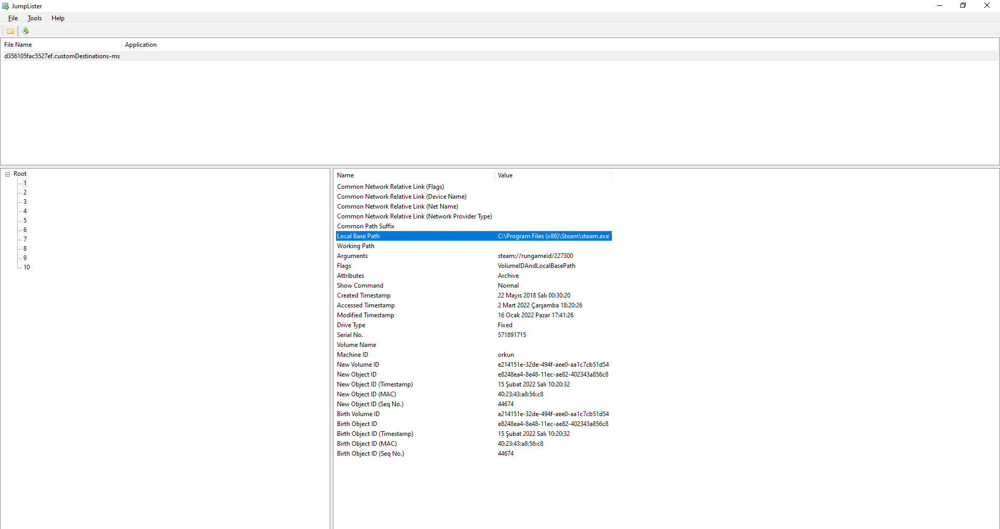 JumpLister
File Tools Help
File Name Application
d356105fac5527ef.customDestinations-ms
Root
1
2
3
4
5
6
7
8
9
10
Name Value
Common Network Relative Link (Flags)
Common Network Relative Link (Device Name)
Common Network Relative Link (Net Name)
Common Network Relative Link (Network Provider Type)
Common Path Suffix
Local Base Path C:\Program Files (x86)\Steam\steam.exe
Working Path
Arguments steam://rungameid/227300
Flags VolumeIDAndLocalBasePath
Attributes Archive
Show Command Normal
Created Timestamp 22 Mayıs 2018 Salı 00:30:20
Accessed Timestamp 2 Mart 2022 Çarşamba 18:20:26
Modified Timestamp 16 Ocak 2022 Pazar 17:41:26
Drive Type Fixed
Serial No. 571891715
Volume Name
Machine ID orkun
New Volume ID e214151e-32de-494f-aee0-aa1c7cb51d54
New Object ID e8248ea4-8e48-11ec-ae82-402343a856c8
New Object ID (Timestamp) 15 Şubat 2022 Salı 10:20:32
New Object ID (MAC) 40:23:43:a8:56:c8
New Object ID (Seq No.) 44674
Birth Volume ID e214151e-32de-494f-aee0-aa1c7cb51d54
Birth Object ID e8248ea4-8e48-11ec-ae82-402343a856c8
Birth Object ID (Timestamp) 15 Şubat 2022 Salı 10:20:32
Birth Object ID (MAC) 40:23:43:a8:56:c8
Birth Object ID (Seq No.) 44674